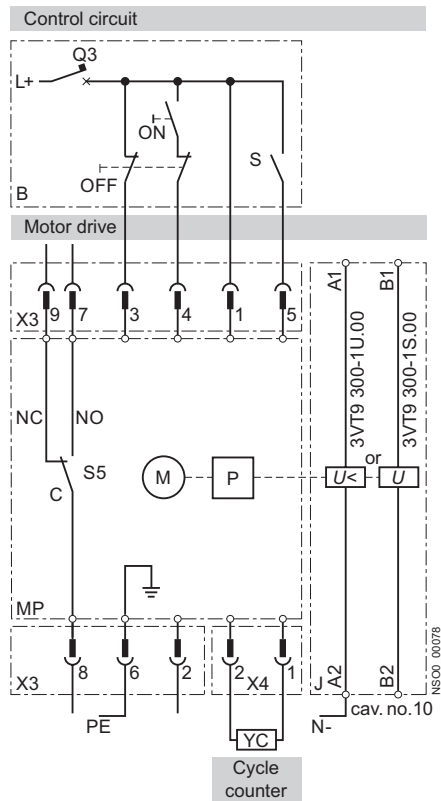 Control circuit
Q3
L+
ON
S
OFF
B
Motor drive
A1
B1
X3
9
7
3
4
1
5
3VT9 300-1U.00
3VT9 300-1S.00
NC
NO
or
S5
M
P
U<
U
C
MP
NSO0_00078
X3
8
6
2
2
X4
1
J
A2
B2
cav. no.10
PE
N-
YC
Cycle
counter